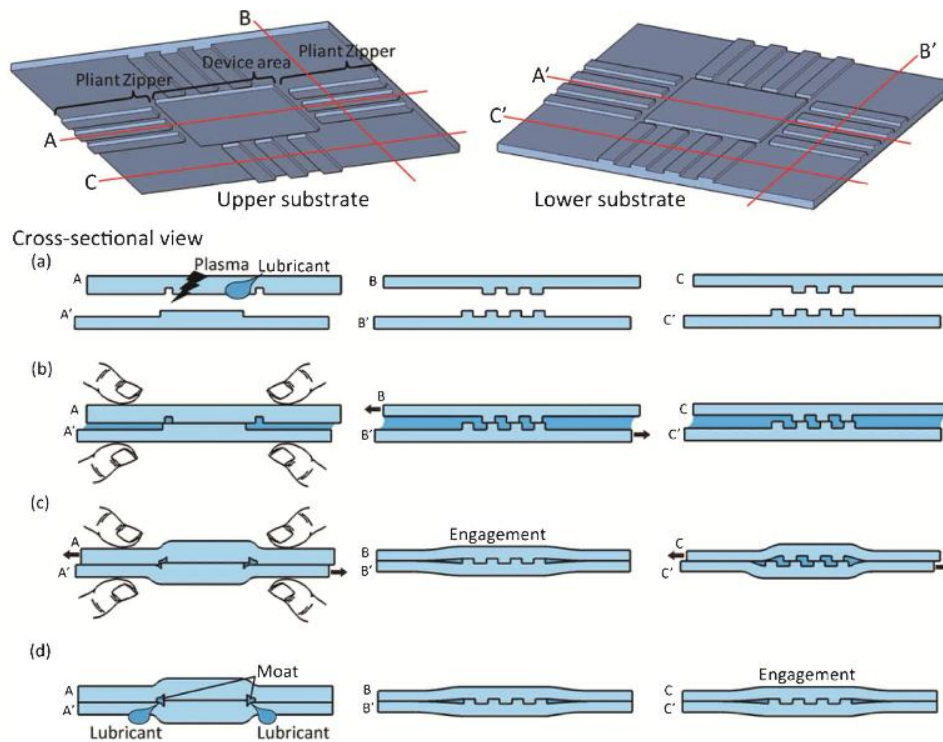 B
Pliant Zipper
Device area
Pliant Zipper
A
C
Upper substrate
B'
A'
C'
Lower substrate
Cross-sectional view
(a)
A
Plasma
Lubricant
A'
B
B'
C
C'
(b)
A
A'
B
B'
C
C'
(c)
A
A'
Engagement
B
B'
C
C'
(d)
A
A'
Moat
Lubricant
Lubricant
B
B'
Engagement
C
C'